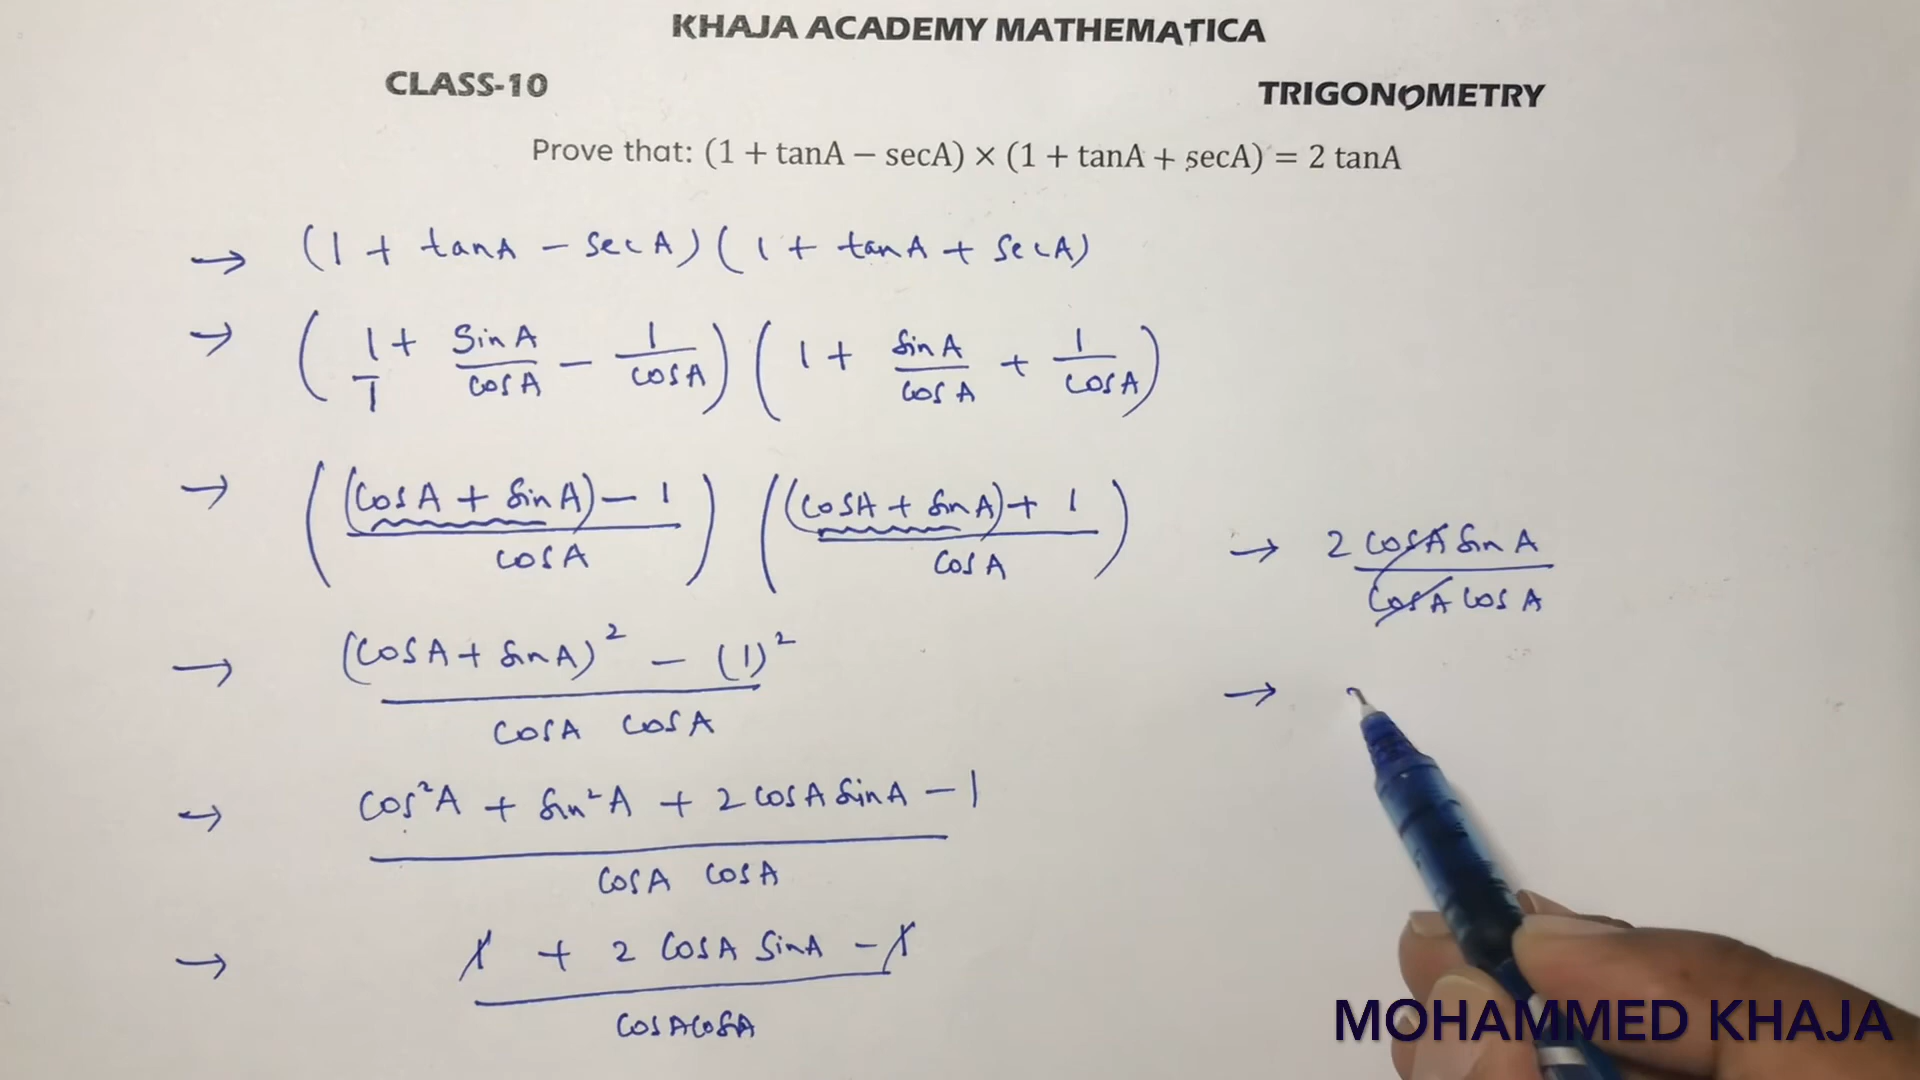 KHAJA ACADEMY MATHEMATICA
CLASS-10
TRIGONOMETRY
Prove that: (1 + tanA − secA) × (1 + tanA + secA) = 2 tanA
→ (1 + tanA − secA)(1 + tanA + secA)
→ (1/1 + SinA/cosA − 1/cosA)(1 + sinA/cosA + 1/cosA)
→ ((cosA + sinA) − 1/cosA)((cosA + sinA) + 1/cosA)
→ (cosA + sinA)² − (1)²/cosA cosA
→ cos²A + sin²A + 2 cosA sinA − 1/cosA cosA
→ 1 + 2 cosA sinA − 1/cosA cosA
→ 2 cosA sinA/cosA cosA
→
MOHAMMED KHAJA